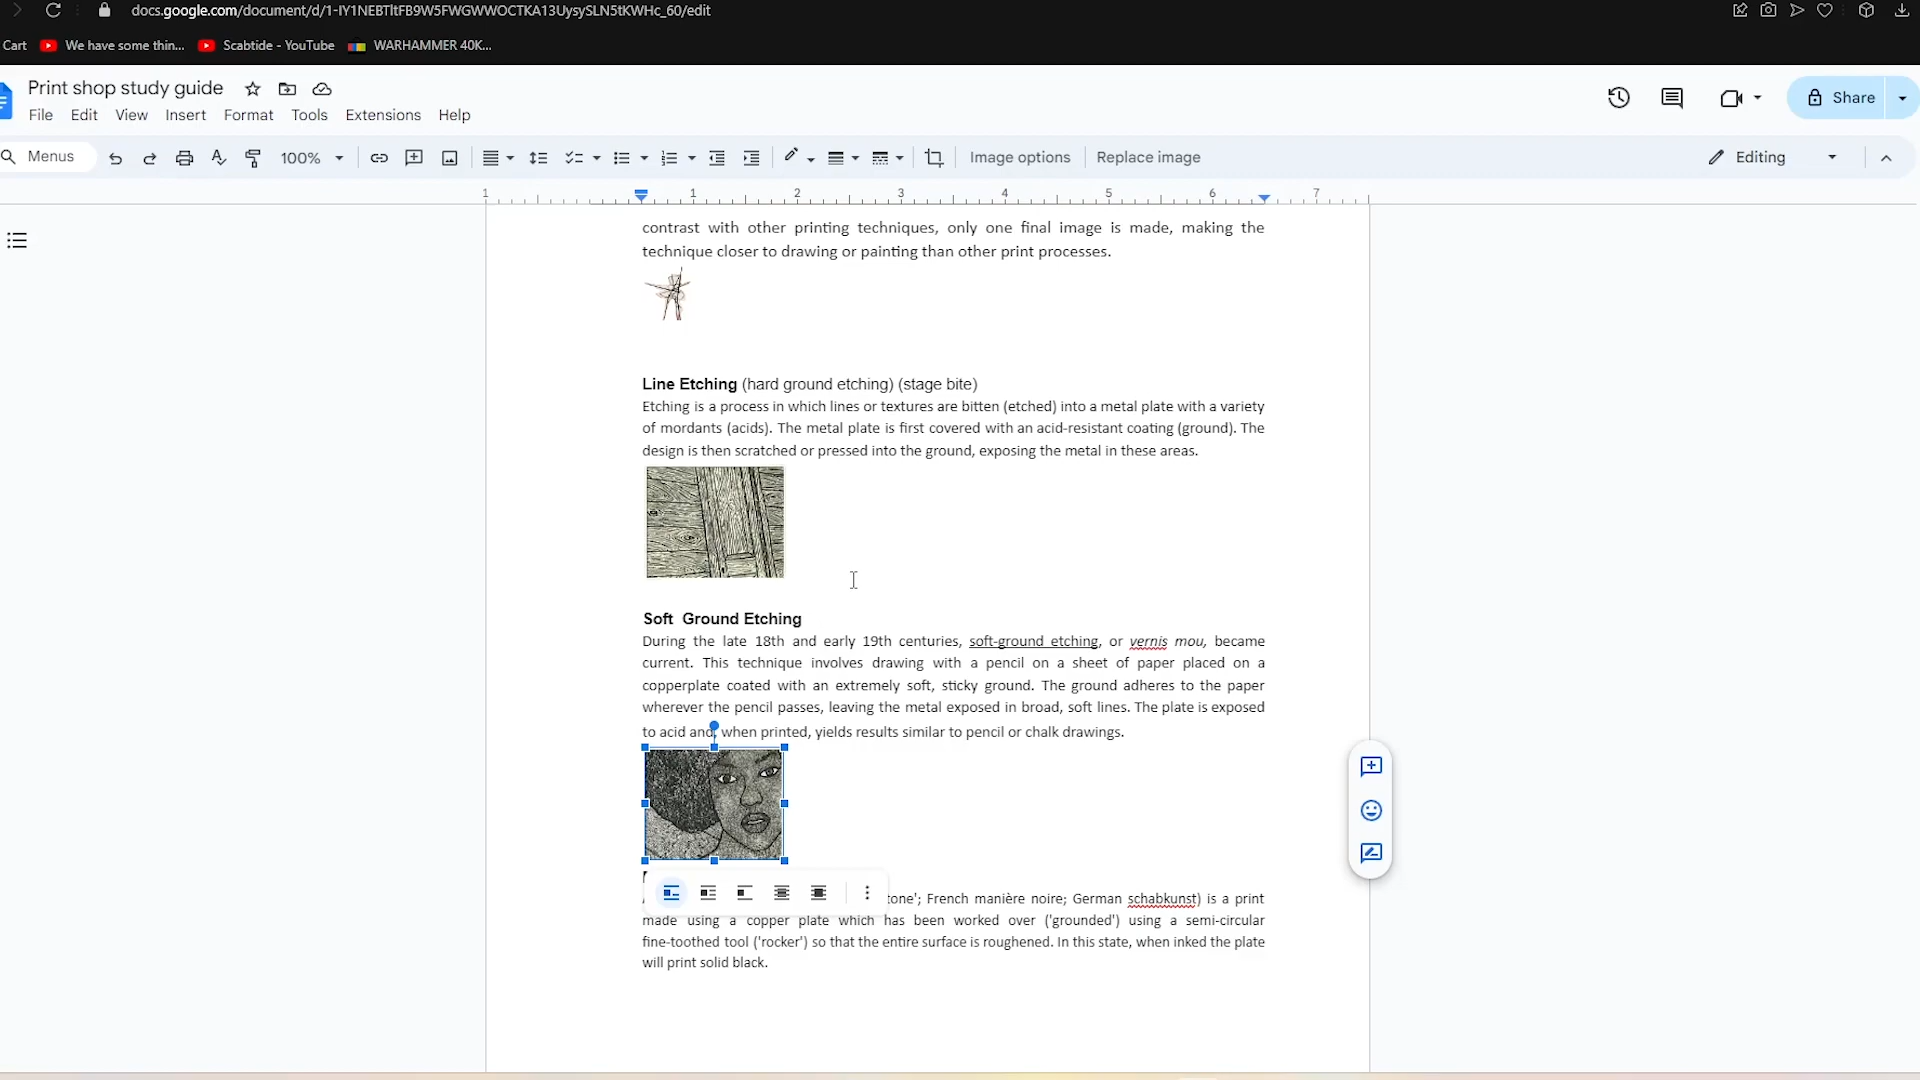 docs.google.com/document/d/1-IY1NEBTltFB9W5FWGWWOCTKA13UysySLN5tKWHc_60/edit
Cart We have some thin... Scabtide - YouTube WARHAMMER 40K...
Print shop study guide
File Edit View Insert Format Tools Extensions Help
Share
Menus 100% Image options Replace image Editing
1 1 2 3 4 5 6 7
contrast with other printing techniques, only one final image is made, making the
technique closer to drawing or painting than other print processes.
Line Etching (hard ground etching) (stage bite)
Etching is a process in which lines or textures are bitten (etched) into a metal plate with a variety
of mordants (acids). The metal plate is first covered with an acid-resistant coating (ground). The
design is then scratched or pressed into the ground, exposing the metal in these areas.
Soft Ground Etching
During the late 18th and early 19th centuries, soft-ground etching, or vernis mou, became
current. This technique involves drawing with a pencil on a sheet of paper placed on a
copperplate coated with an extremely soft, sticky ground. The ground adheres to the paper
wherever the pencil passes, leaving the metal exposed in broad, soft lines. The plate is exposed
to acid and, when printed, yields results similar to pencil or chalk drawings.
tone'; French manière noire; German schabkunst) is a print
made using a copper plate which has been worked over ('grounded') using a semi-circular
fine-toothed tool ('rocker') so that the entire surface is roughened. In this state, when inked the plate
will print solid black.